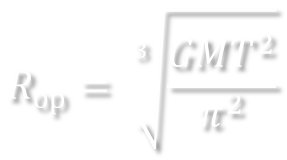 R_op = ∛(GMT² / π²)